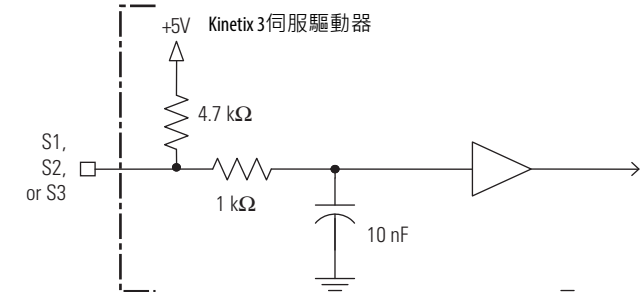 +5V Kinetix 3伺服驅動器
4.7 kΩ
S1,
S2,
or S3
1 kΩ
10 nF